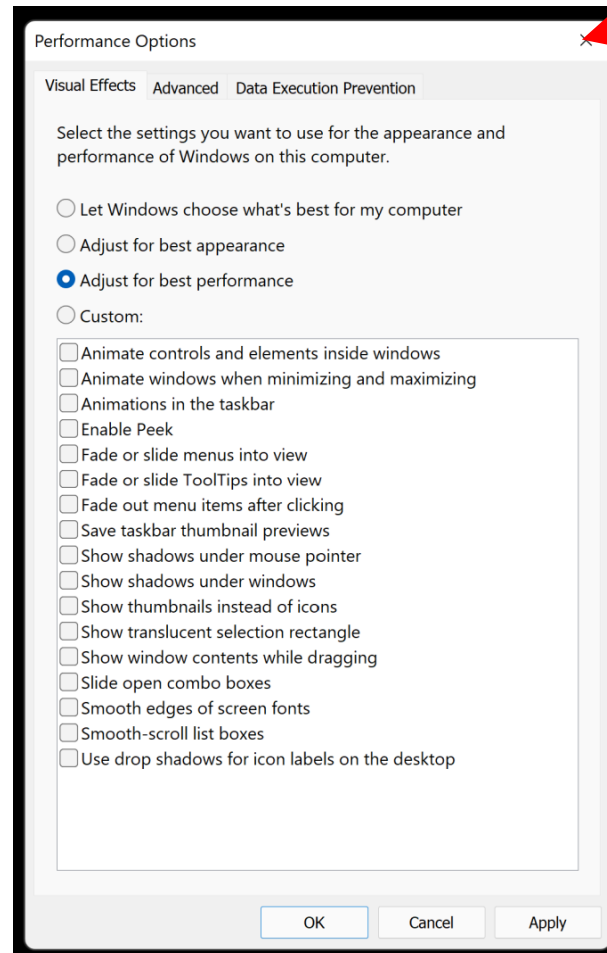 Performance Options
Visual Effects Advanced Data Execution Prevention
Select the settings you want to use for the appearance and
performance of Windows on this computer.
Let Windows choose what's best for my computer
Adjust for best appearance
Adjust for best performance
Custom:
Animate controls and elements inside windows
Animate windows when minimizing and maximizing
Animations in the taskbar
Enable Peek
Fade or slide menus into view
Fade or slide ToolTips into view
Fade out menu items after clicking
Save taskbar thumbnail previews
Show shadows under mouse pointer
Show shadows under windows
Show thumbnails instead of icons
Show translucent selection rectangle
Show window contents while dragging
Slide open combo boxes
Smooth edges of screen fonts
Smooth-scroll list boxes
Use drop shadows for icon labels on the desktop
OK Cancel Apply